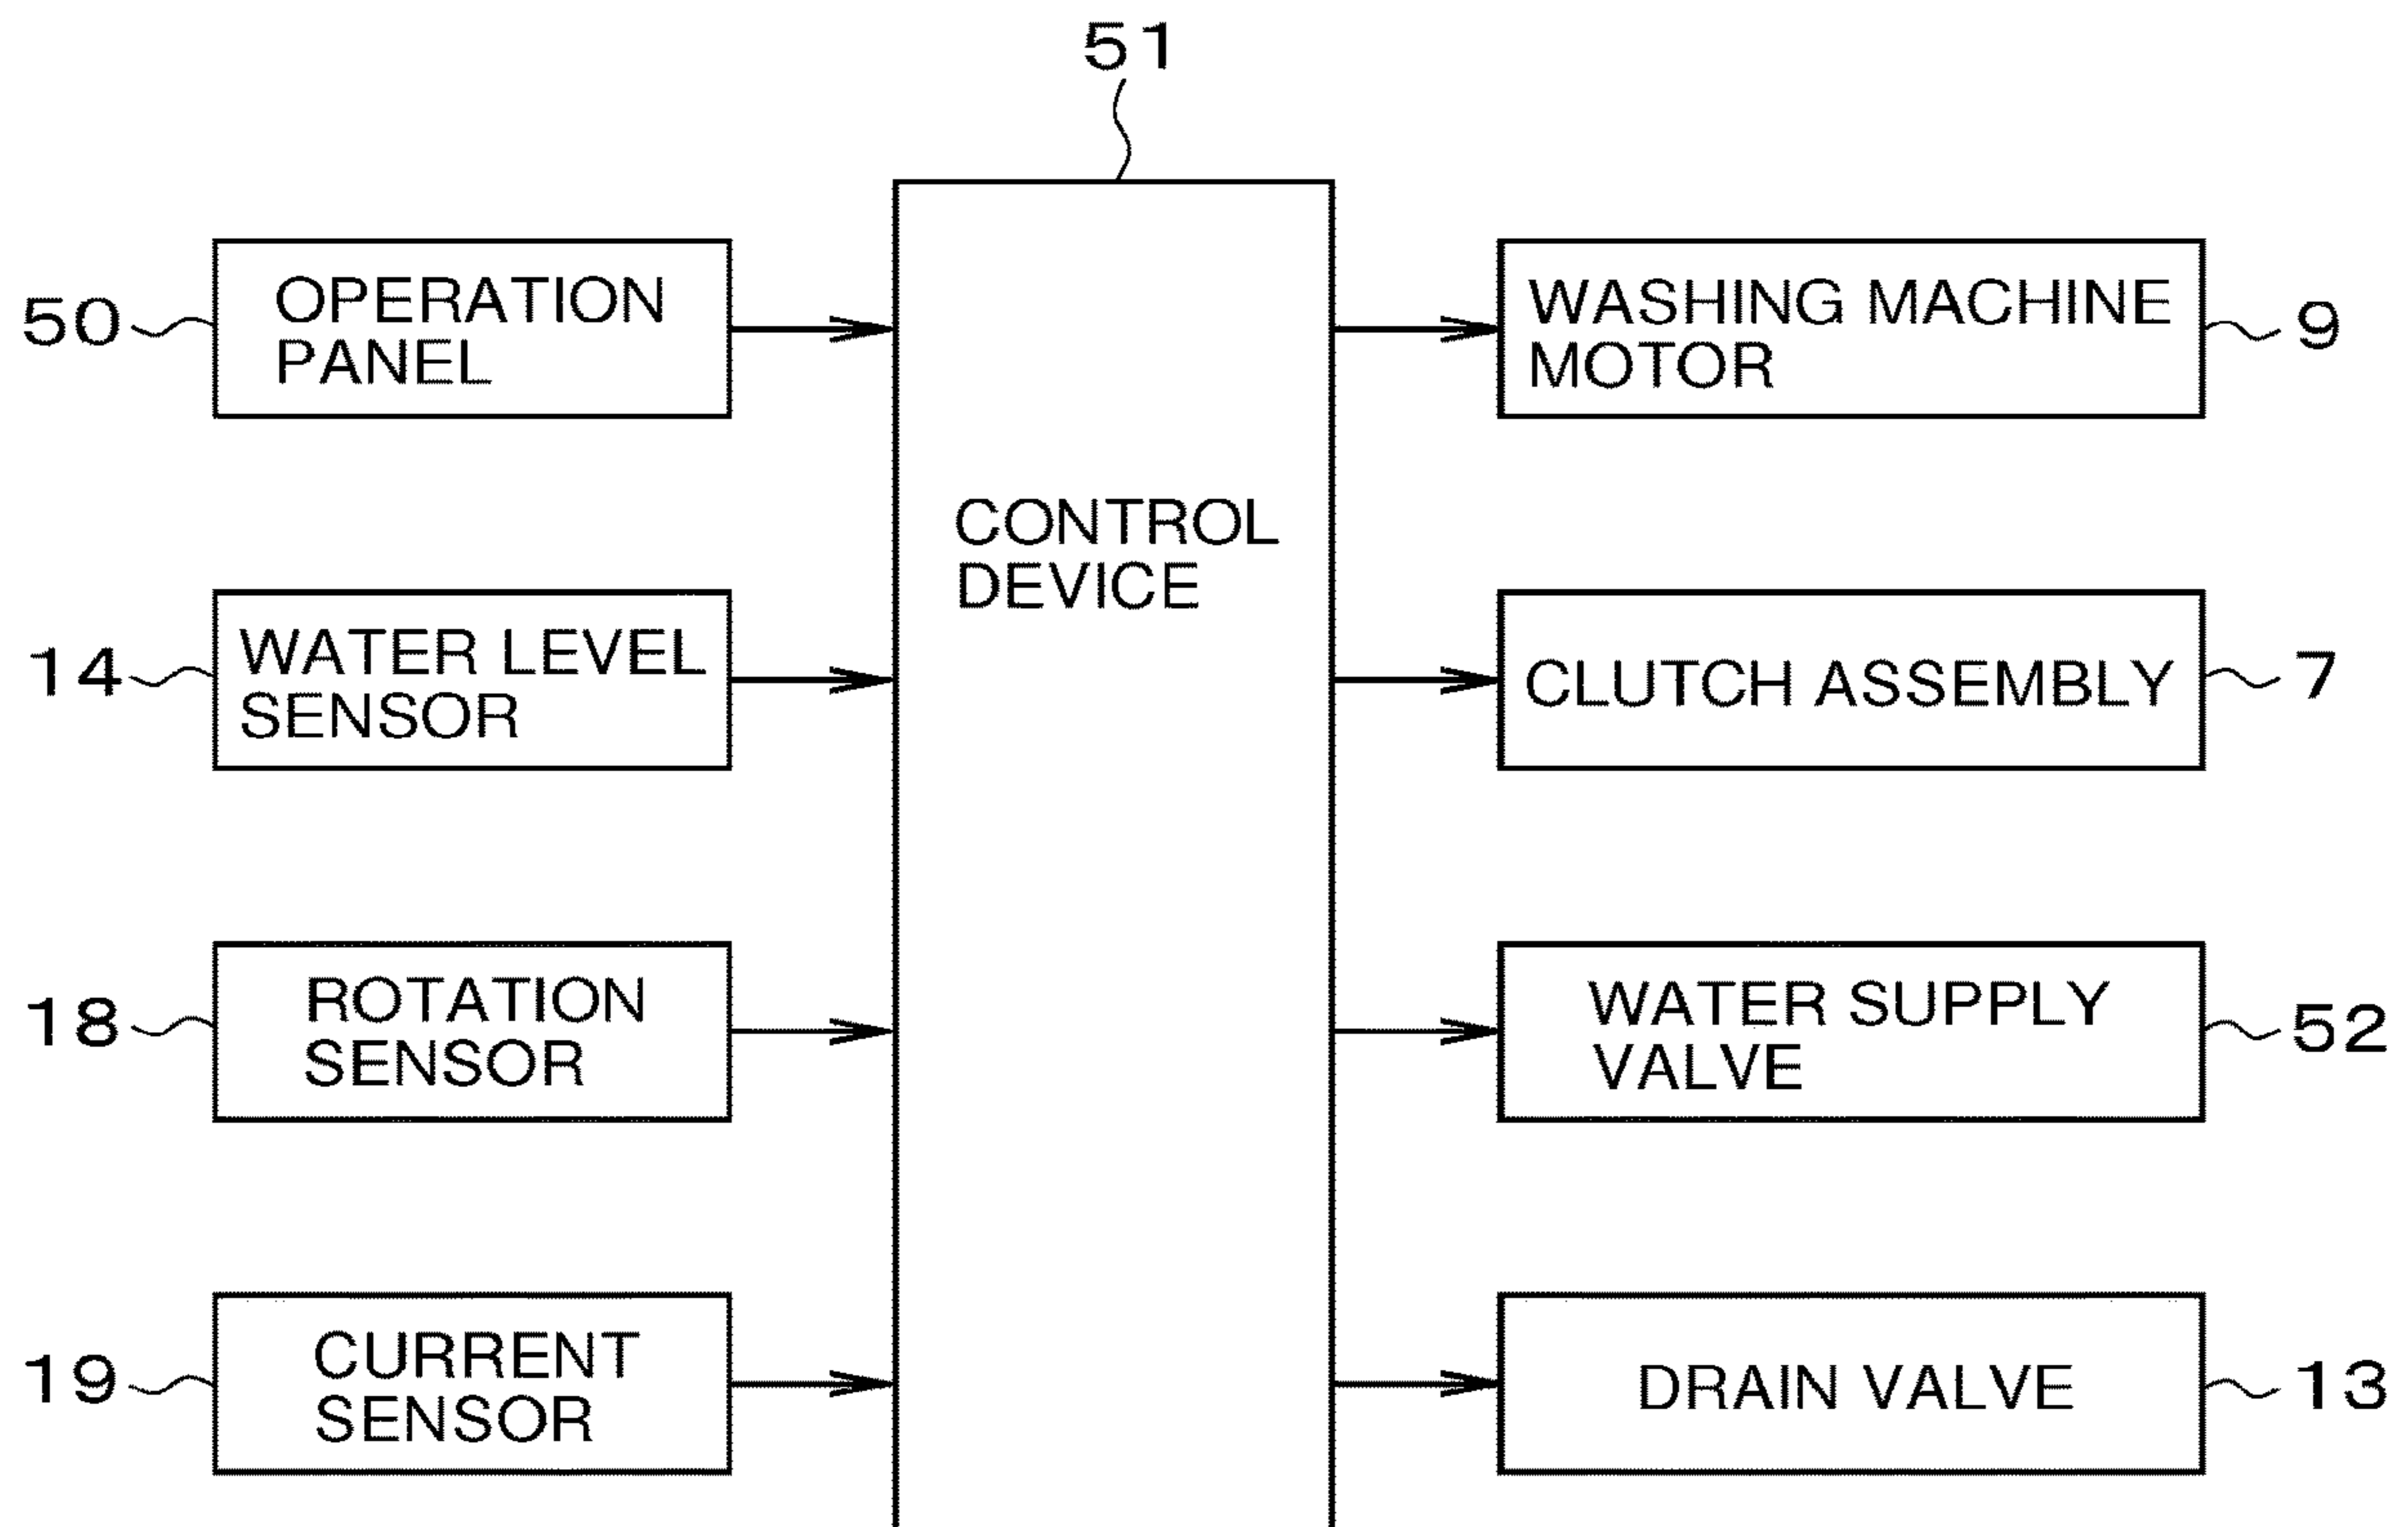 51
50
OPERATION
PANEL
WASHING MACHINE
MOTOR
9
CONTROL
DEVICE
14
WATER LEVEL
SENSOR
CLUTCH ASSEMBLY
7
18
ROTATION
SENSOR
WATER SUPPLY
VALVE
52
19
CURRENT
SENSOR
DRAIN VALVE
13